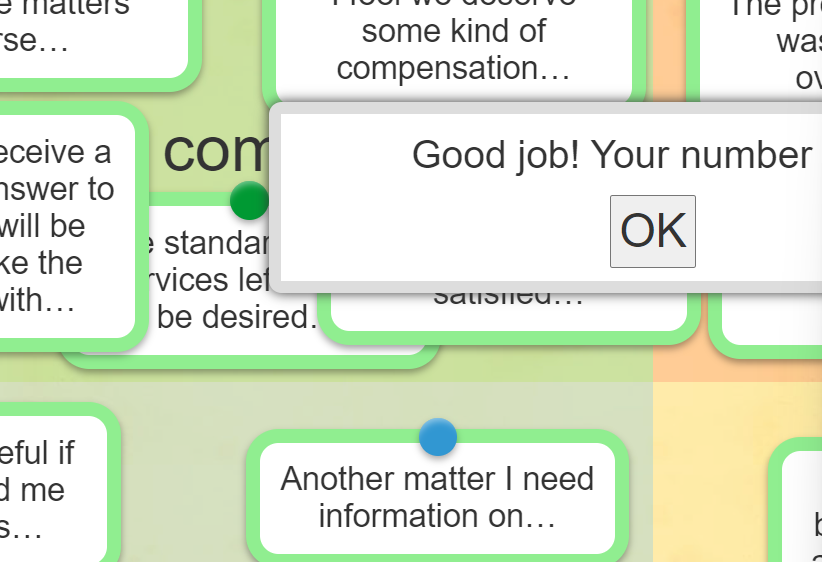 e matters
rse…
I feel we deserve
some kind of
compensation…
The pr
was
ov
eceive a
nswer to
will be
ke the
with…
com
e standar
rvices lef
be desired.
satisfied…
Good job! Your number
OK
eful if
d me
s…
Another matter I need
information on…
b